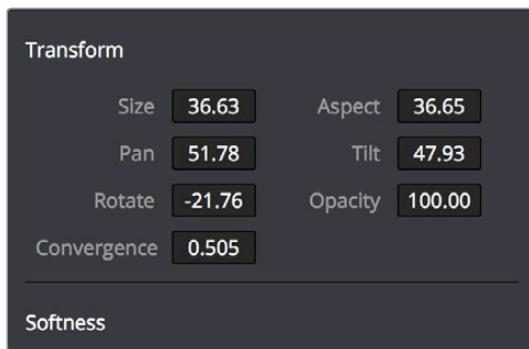 Transform
Size 36.63 Aspect 36.65
Pan 51.78 Tilt 47.93
Rotate -21.76 Opacity 100.00
Convergence 0.505
Softness